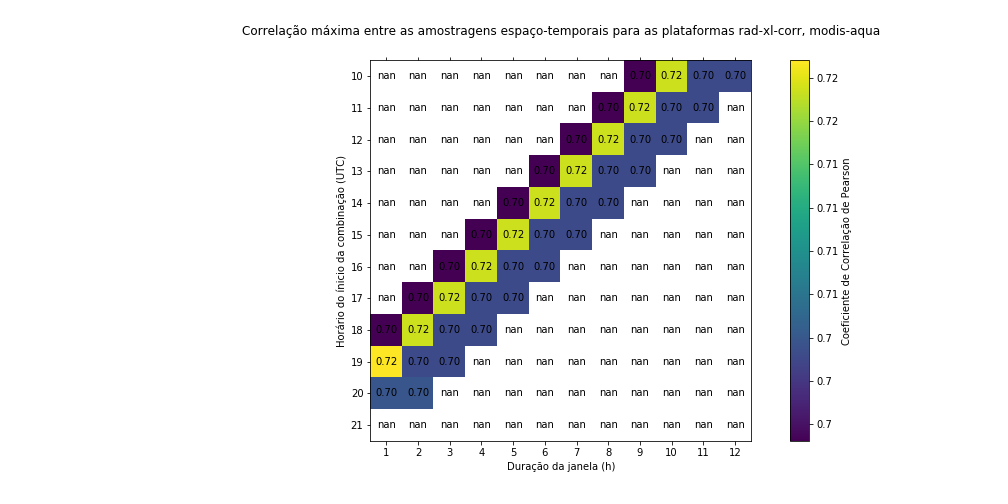 Correlação máxima entre as amostragens espaço-temporais para as plataformas rad-xl-corr, modis-aqua
10 nan nan nan nan nan nan nan nan 0.70 0.72 0.70 0.70
11 nan nan nan nan nan nan nan 0.70 0.72 0.70 0.70 nan
12 nan nan nan nan nan nan 0.70 0.72 0.70 0.70 nan nan
13 nan nan nan nan nan 0.70 0.72 0.70 0.70 nan nan nan
14 nan nan nan nan 0.70 0.72 0.70 0.70 nan nan nan nan
15 nan nan nan 0.70 0.72 0.70 0.70 nan nan nan nan nan
16 nan nan 0.70 0.72 0.70 0.70 nan nan nan nan nan nan
17 nan 0.70 0.72 0.70 0.70 nan nan nan nan nan nan nan
18 0.70 0.72 0.70 0.70 nan nan nan nan nan nan nan nan
19 0.72 0.70 0.70 nan nan nan nan nan nan nan nan nan
20 0.70 0.70 nan nan nan nan nan nan nan nan nan nan
21 nan nan nan nan nan nan nan nan nan nan nan nan
1 2 3 4 5 6 7 8 9 10 11 12
Duração da janela (h)
Horário do ínicio da combinação (UTC)
0.72
0.72
0.71
0.71
0.71
0.71
0.7
0.7
0.7
Coeficiente de Correlação de Pearson